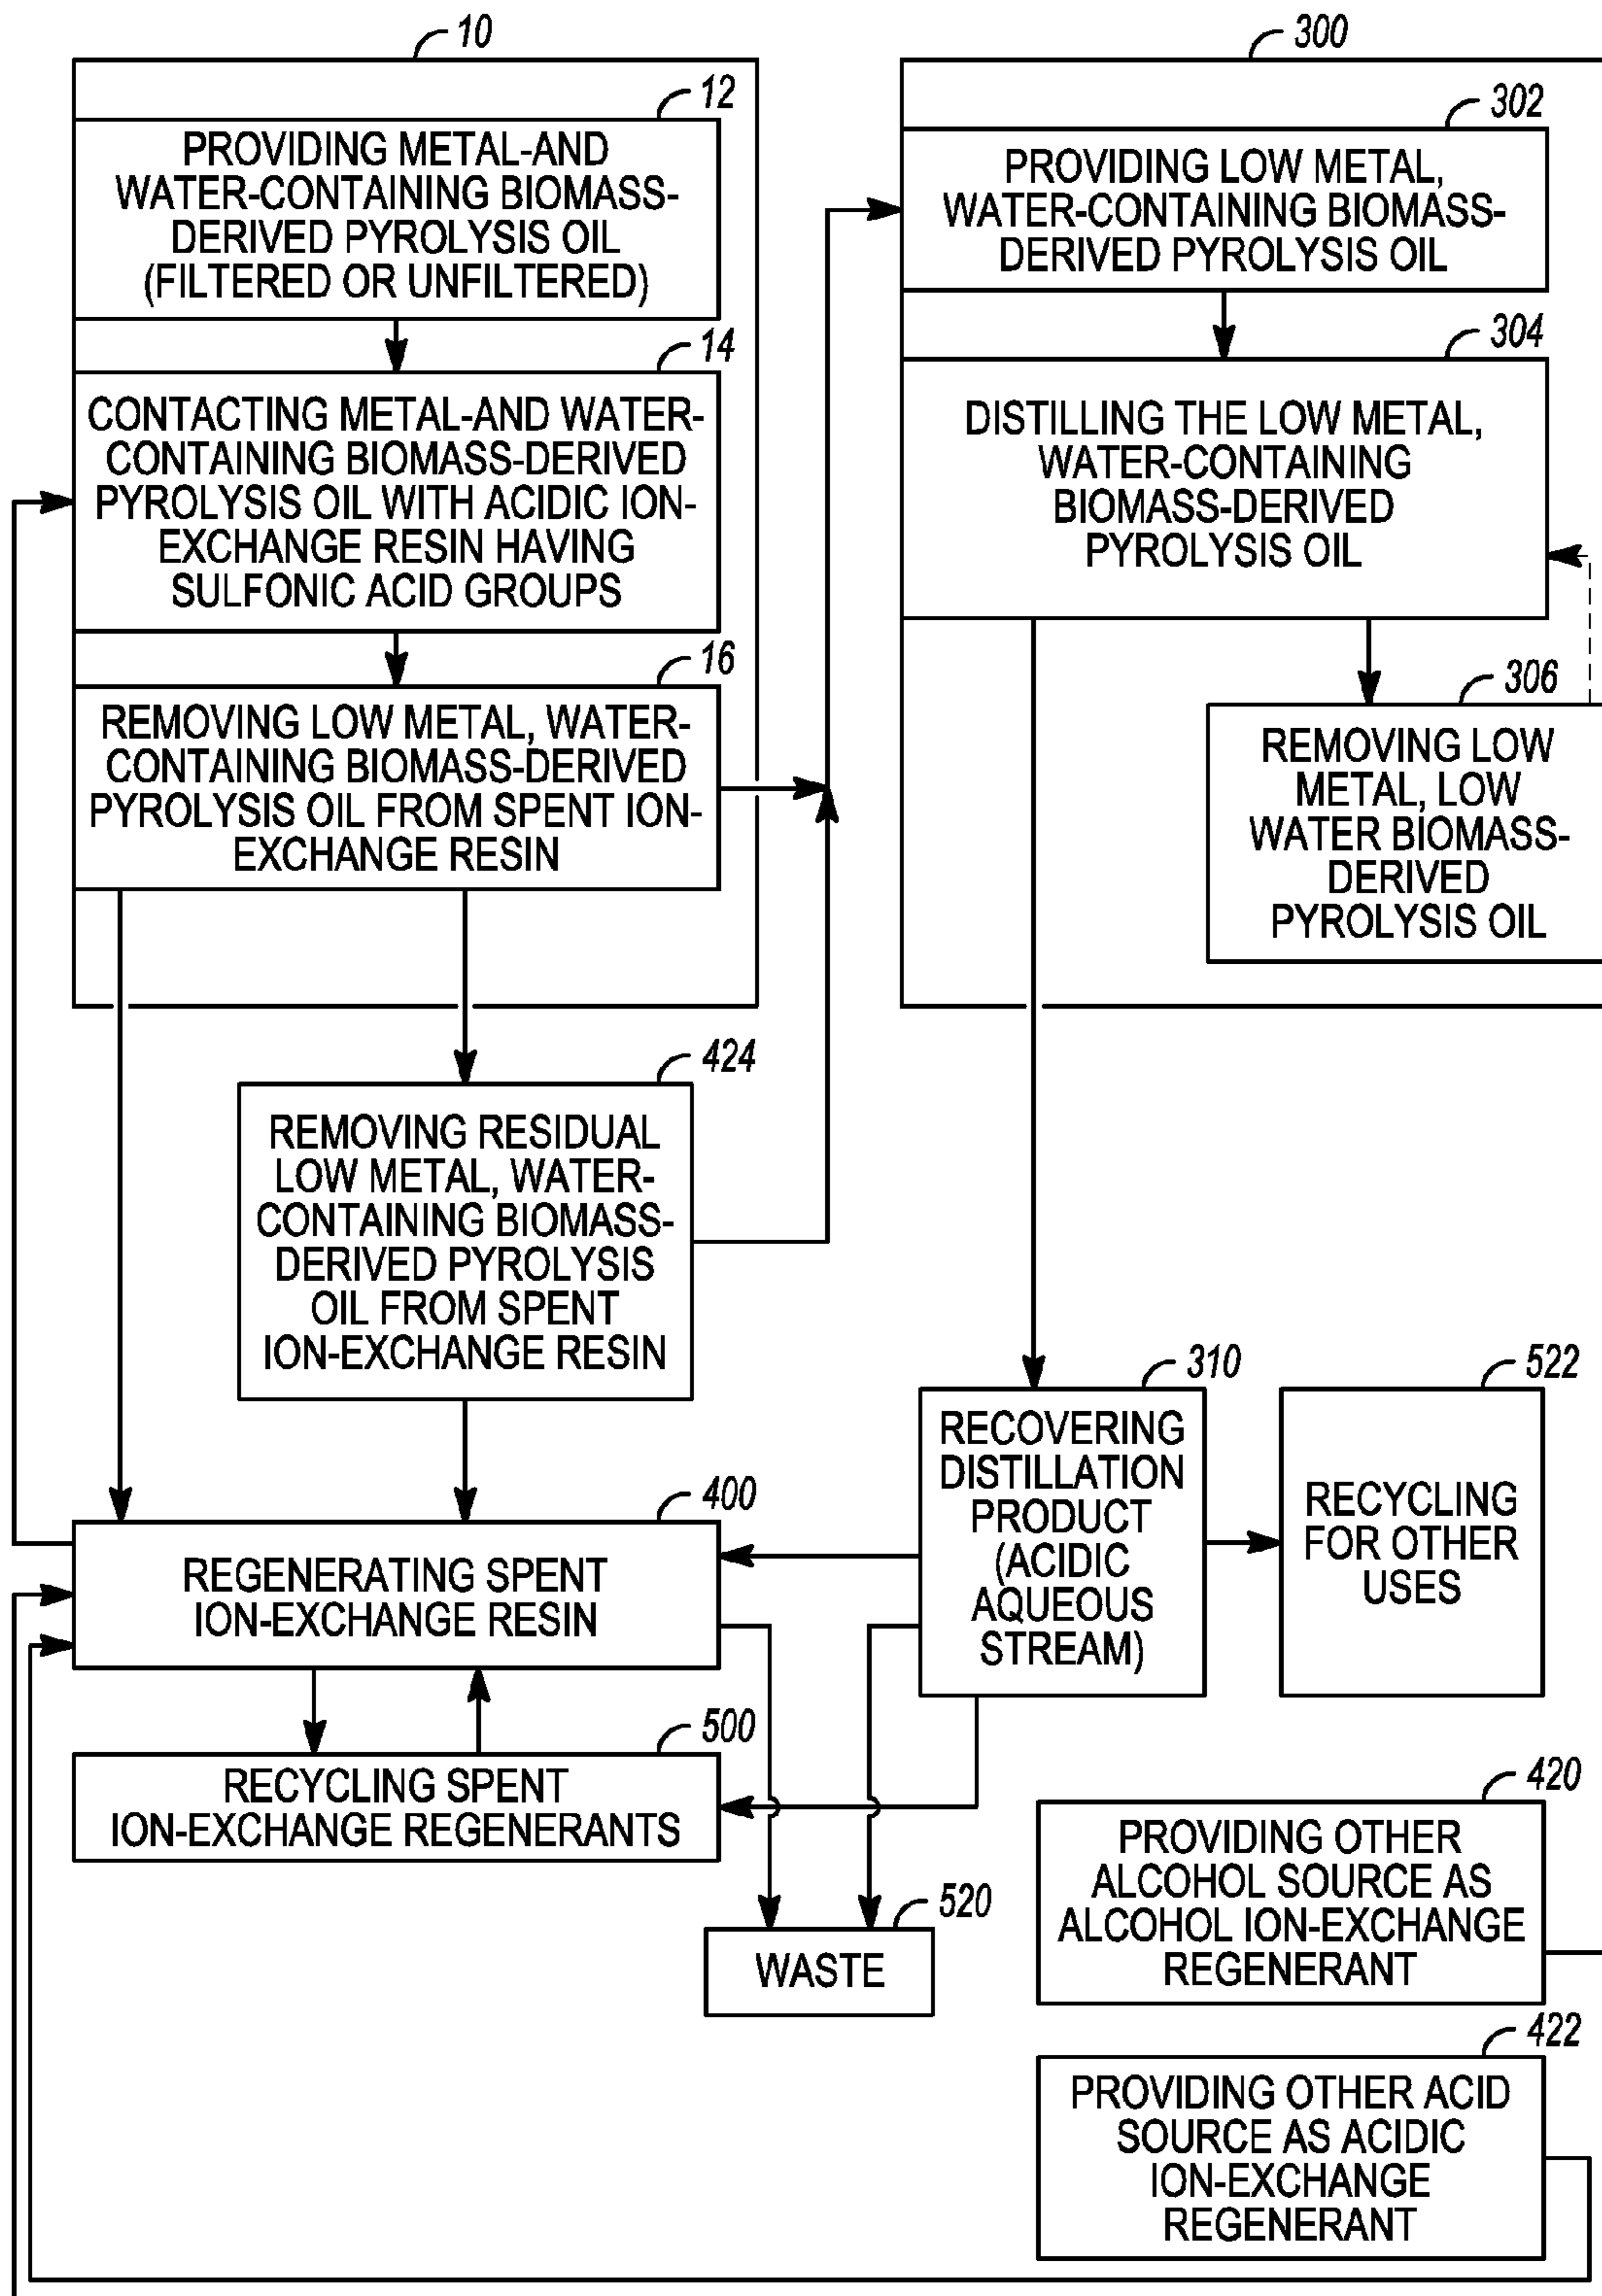 10
12
PROVIDING METAL-AND
WATER-CONTAINING BIOMASS-
DERIVED PYROLYSIS OIL
(FILTERED OR UNFILTERED)
14
CONTACTING METAL-AND WATER-
CONTAINING BIOMASS-DERIVED
PYROLYSIS OIL WITH ACIDIC ION-
EXCHANGE RESIN HAVING
SULFONIC ACID GROUPS
16
REMOVING LOW METAL, WATER-
CONTAINING BIOMASS-DERIVED
PYROLYSIS OIL FROM SPENT ION-
EXCHANGE RESIN
300
302
PROVIDING LOW METAL,
WATER-CONTAINING BIOMASS-
DERIVED PYROLYSIS OIL
304
DISTILLING THE LOW METAL,
WATER-CONTAINING
BIOMASS-DERIVED
PYROLYSIS OIL
306
REMOVING LOW
METAL, LOW
WATER BIOMASS-
DERIVED
PYROLYSIS OIL
424
REMOVING RESIDUAL
LOW METAL, WATER-
CONTAINING BIOMASS-
DERIVED PYROLYSIS
OIL FROM SPENT
ION-EXCHANGE RESIN
310
RECOVERING
DISTILLATION
PRODUCT
(ACIDIC
AQUEOUS
STREAM)
522
RECYCLING
FOR OTHER
USES
400
REGENERATING SPENT
ION-EXCHANGE RESIN
500
RECYCLING SPENT
ION-EXCHANGE REGENERANTS
520
WASTE
420
PROVIDING OTHER
ALCOHOL SOURCE AS
ALCOHOL ION-EXCHANGE
REGENERANT
422
PROVIDING OTHER ACID
SOURCE AS ACIDIC
ION-EXCHANGE
REGENERANT